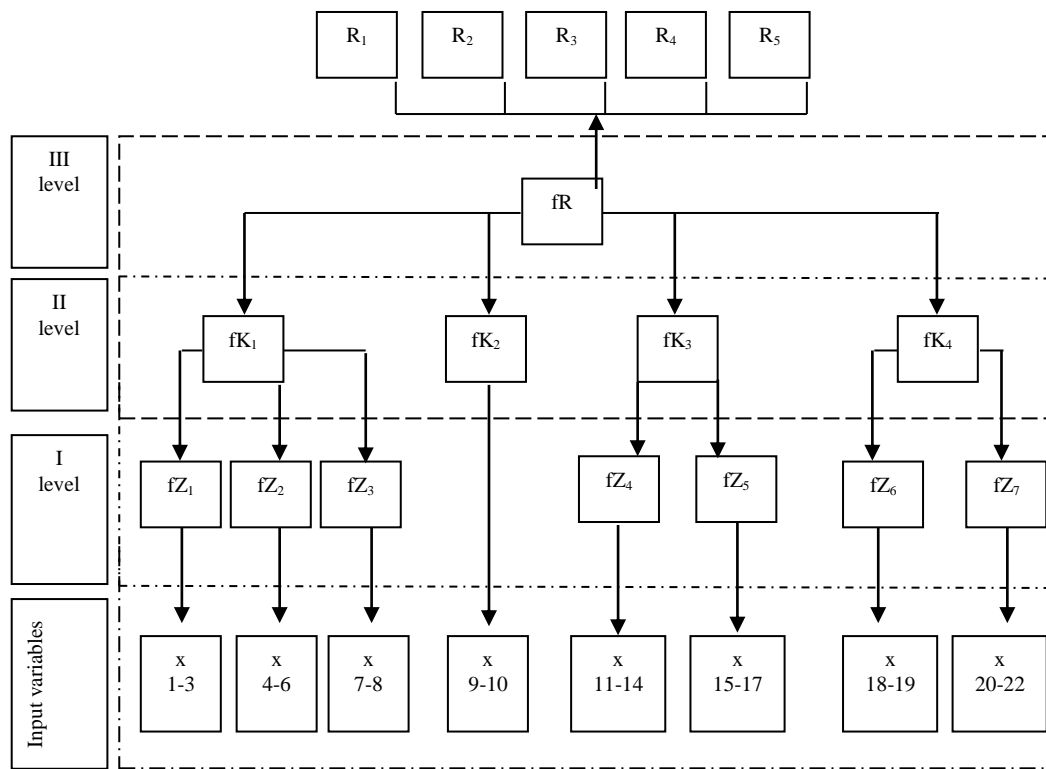 R₁ R₂ R₃ R₄ R₅
III
level
fR
II
level
fK₁ fK₂ fK₃ fK₄
I
level
fZ₁ fZ₂ fZ₃ fZ₄ fZ₅ fZ₆ fZ₇
Input variables
x x x x x x x x
1-3 4-6 7-8 9-10 11-14 15-17 18-19 20-22